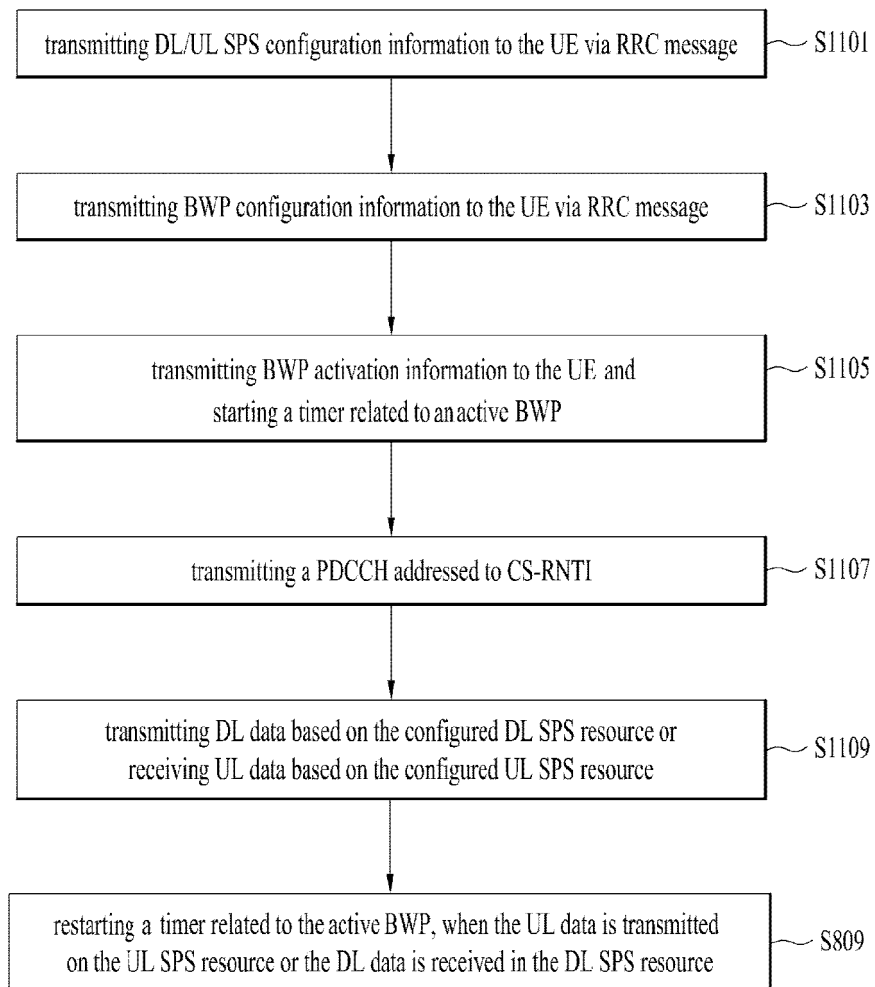 transmitting DL/UL SPS configuration information to the UE via RRC message
S1101
transmitting BWP configuration information to the UE via RRC message
S1103
transmitting BWP activation information to the UE and
starting a timer related to an active BWP
S1105
transmitting a PDCCH addressed to CS-RNTI
S1107
transmitting DL data based on the configured DL SPS resource or
receiving UL data based on the configured UL SPS resource
S1109
restarting a timer related to the active BWP, when the UL data is transmitted
on the UL SPS resource or the DL data is received in the DL SPS resource
S809